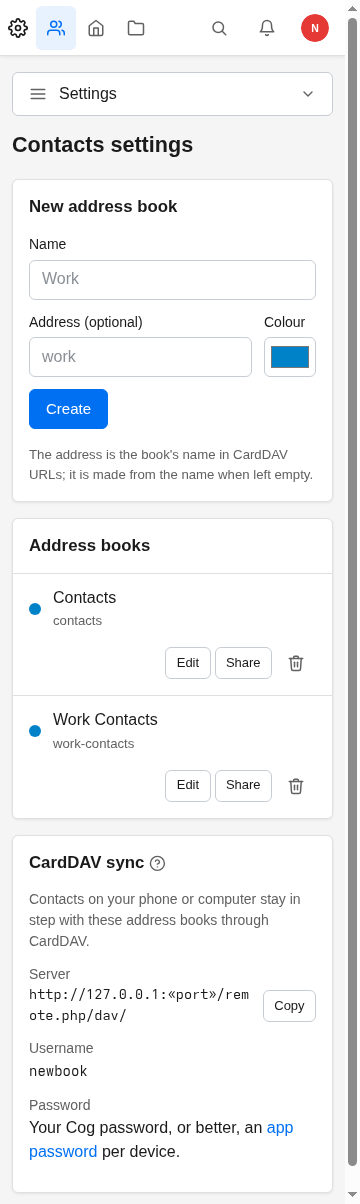 N
Settings
Contacts settings
New address book
Name
Work
Address (optional)
Colour
work
Create
The address is the book's name in CardDAV
URLs; it is made from the name when left empty.
Address books
Contacts
contacts
Edit
Share
Work Contacts
work-contacts
Edit
Share
CardDAV sync
Contacts on your phone or computer stay in
step with these address books through
CardDAV.
Server
http://127.0.0.1:«port»/rem
ote.php/dav/
Copy
Username
newbook
Password
Your Cog password, or better, an app
password per device.